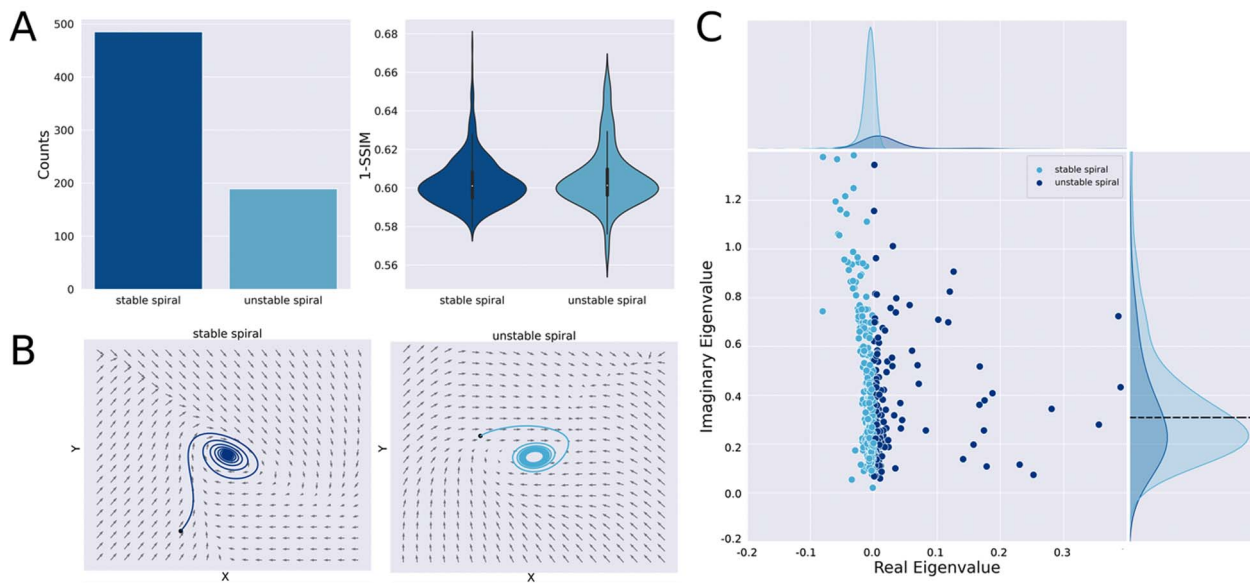 A
500
400
300
200
100
0
Counts
stable spiral
unstable spiral
0.68
0.66
0.64
0.62
0.60
0.58
0.56
1-SSIM
stable spiral
unstable spiral
B
stable spiral
Y
X
unstable spiral
Y
X
C
stable spiral
unstable spiral
1.2
1.0
0.8
0.6
0.4
0.2
0.0
-0.2
Imaginary Eigenvalue
-0.2
-0.1
0.0
0.1
0.2
0.3
Real Eigenvalue